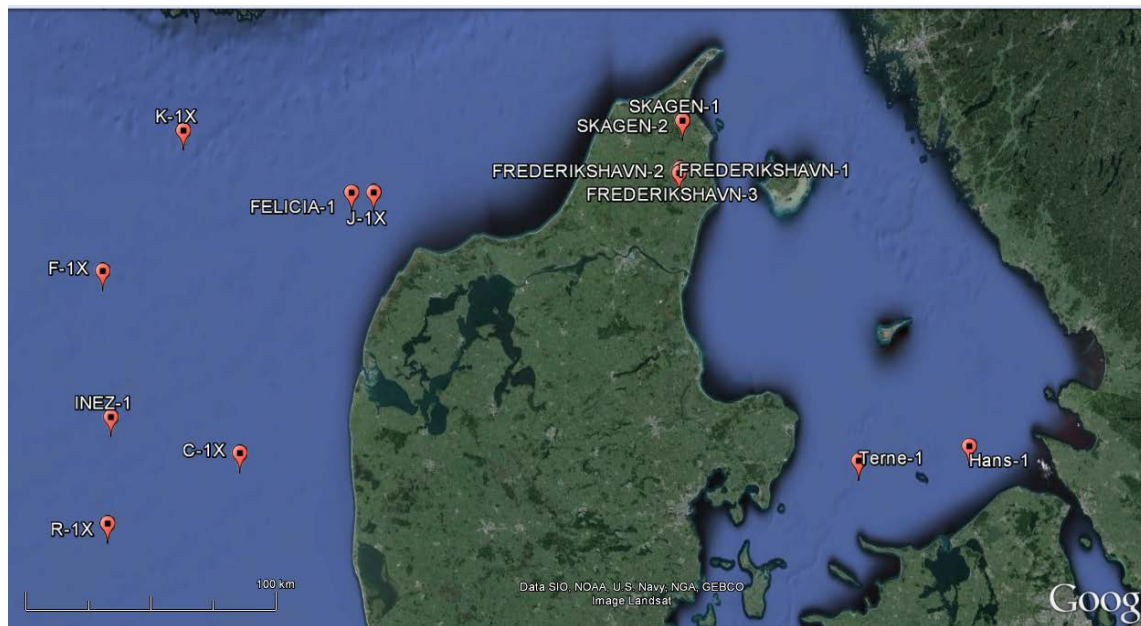 SKAGEN-1
K-1X
SKAGEN-2
FREDERIKSHAVN-2
FREDERIKSHAVN-1
FREDERIKSHAVN-3
FELICIA-1
J-1X
F-1X
INEZ-1
C-1X
Terne-1
Hans-1
R-1X
100 km
Data SIO, NOAA, U.S. Navy, NGA, GEBCO
Image Landsat
Goog